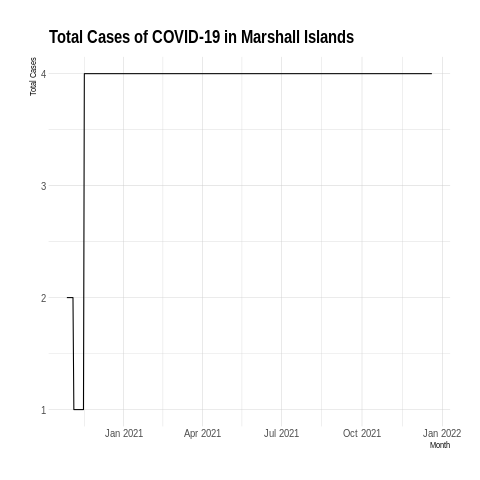 Total Cases of COVID-19 in Marshall Islands
Total Cases
4
3
2
1
Jan 2021
Apr 2021
Jul 2021
Oct 2021
Jan 2022
Month